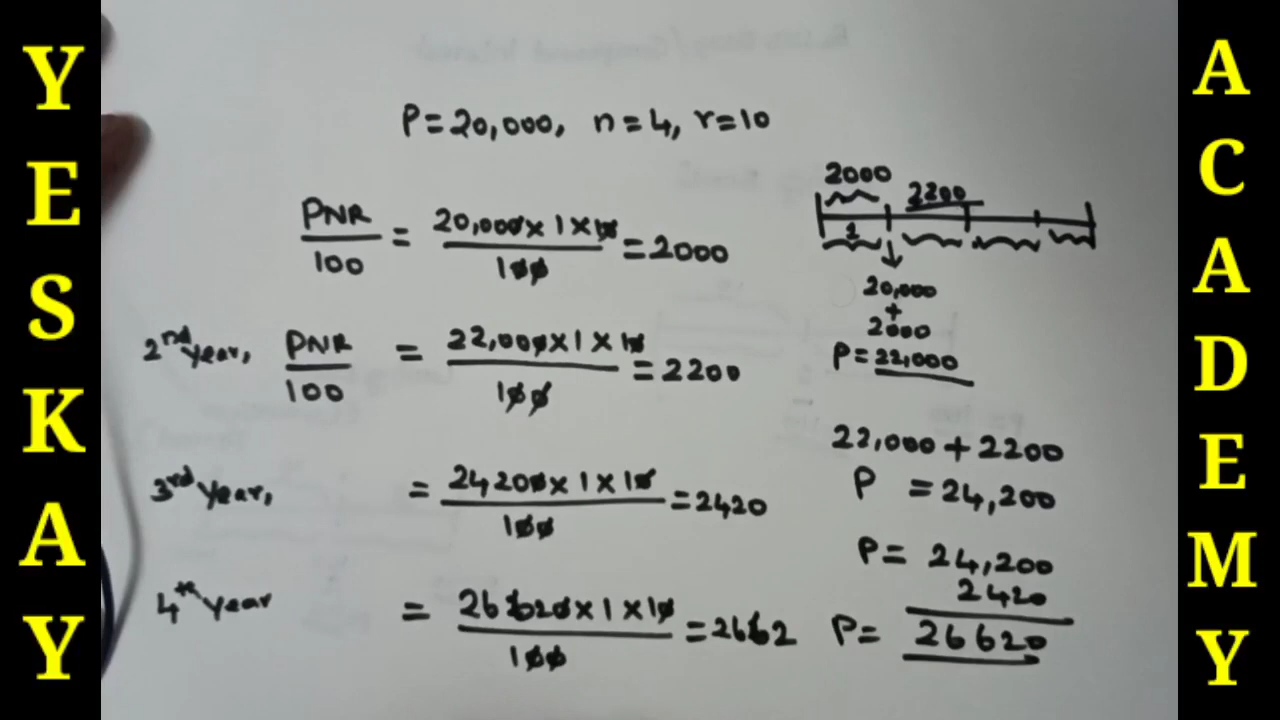 YESKAY
P=20,000, n=4, r=10
PNR/100 = 20,000×1×10/100 = 2000
2nd year, PNR/100 = 22,000×1×10/100 = 2200
3rd year, = 24200×1×10/100 = 2420
4th year = 26620×1×10/100 = 2662
2000 2200
1
20,000
+
2000
P=22,000
22,000+2200
P =24,200
P= 24,200
2420
P= 26620
ACADEMY